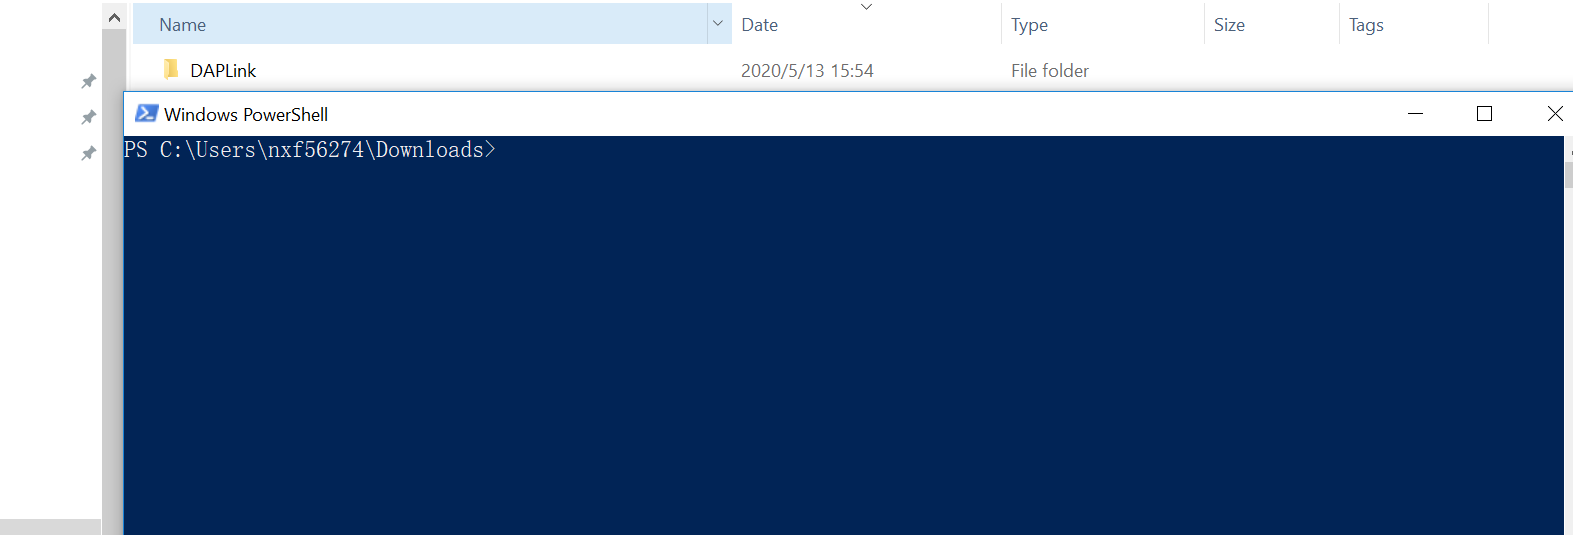 Name Date Type Size Tags
DAPLink 2020/5/13 15:54 File folder
Windows PowerShell
PS C:\Users\nxf56274\Downloads>